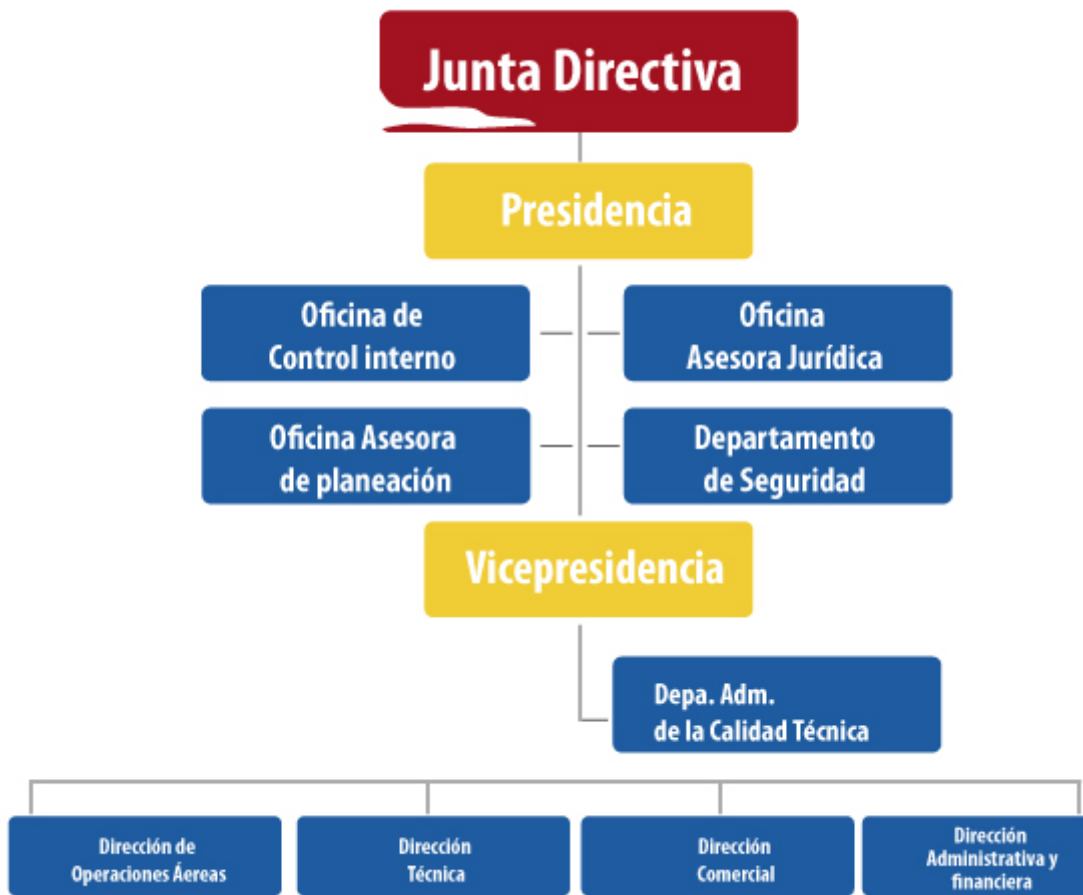 Junta Directiva
Presidencia
Oficina de
Control interno
Oficina
Asesora Jurídica
Oficina Asesora
de planeación
Departamento
de Seguridad
Vicepresidencia
Depa. Adm.
de la Calidad Técnica
Dirección de
Operaciones Áereas
Dirección
Técnica
Dirección
Comercial
Dirección
Administrativa y
financiera